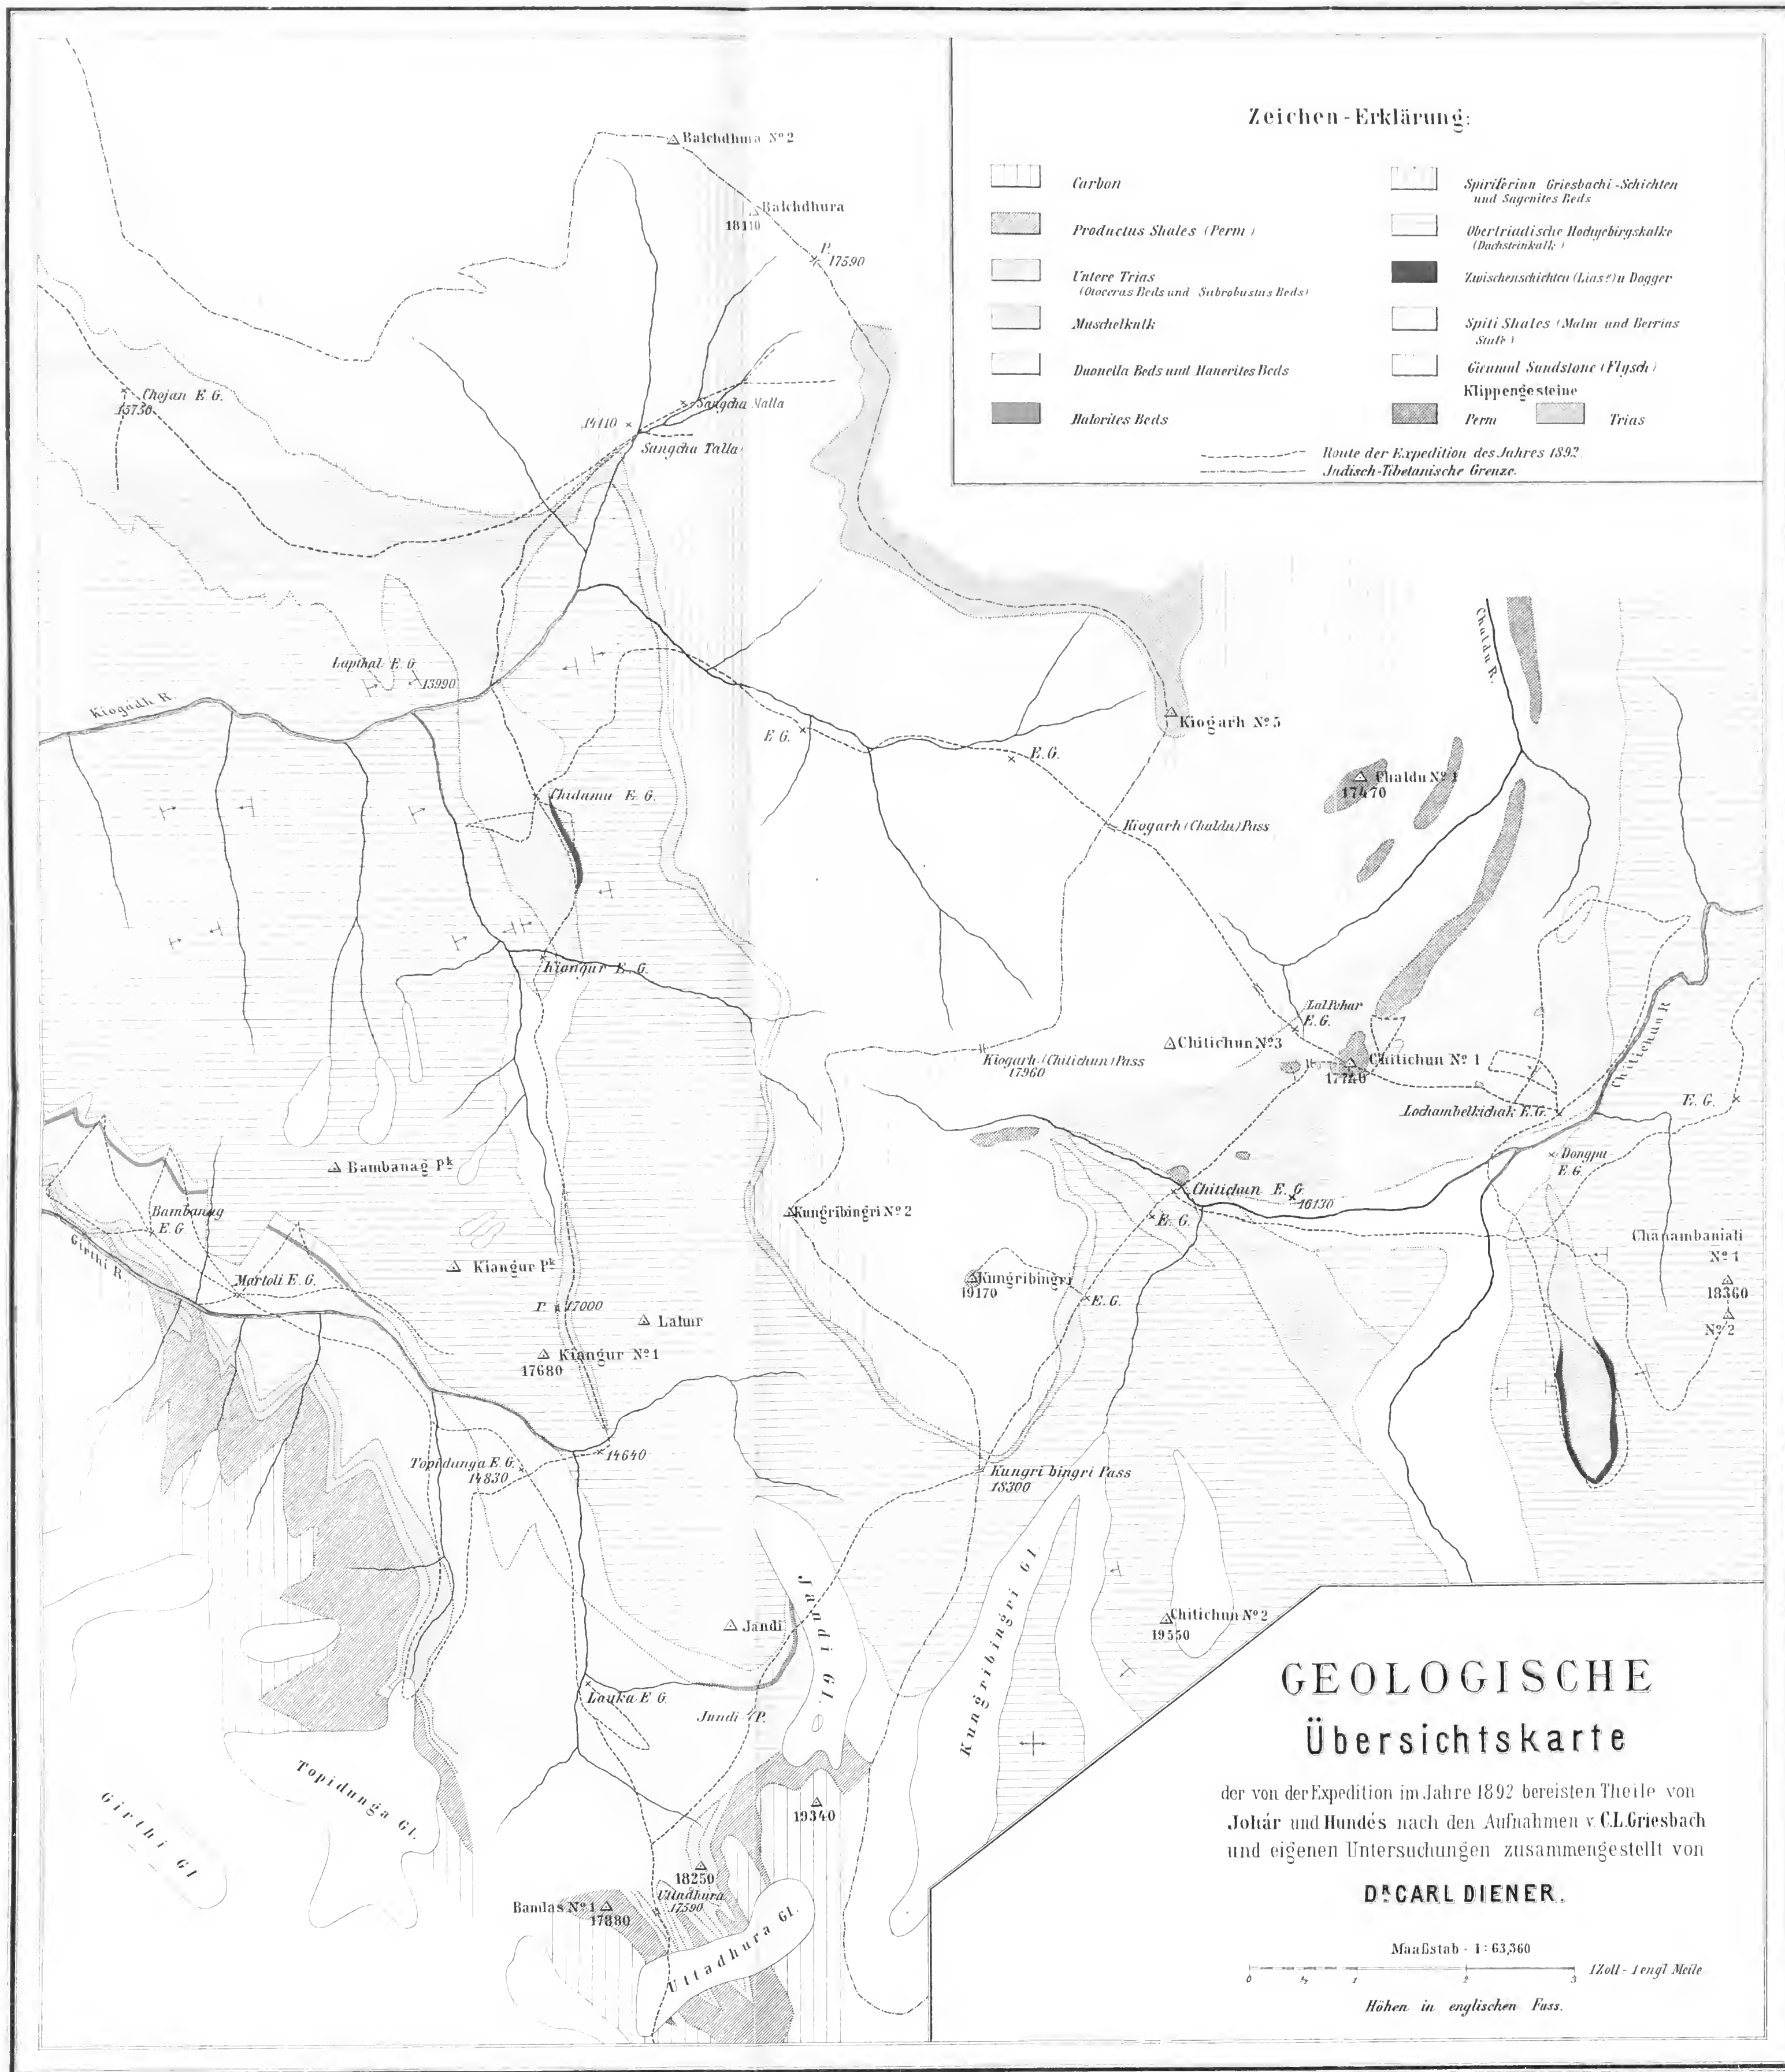 Zeichen-Erklärung:
Carbon
Productus Shales (Perm)
Untere Trias
(Otoceras Beds und Subrobustus Beds)
Muschelkalk
Daonella Beds und Hauerites Beds
Halorites Beds
Spiriferina Griesbachi-Schichten
und Sagenites Beds
Obertriadische Hochgebirgskalke
(Dachsteinkalk)
Zwischenschichten (Lias?) u Dogger
Spiti Shales (Malm und Berrias
Stufe)
Gieumul Sandstone (Flysch)
Klippengesteine
Perm
Trias
Route der Expedition des Jahres 1892.
Indisch-Tibetanische Grenze.
Balchdhura Nº 2
Balchdhura
18110
P.
17590
Chojan E. G.
15730
Sangcha Malla
14110
Sangcha Talla
Lapthal E. G.
13990
Kiogadh R.
Chaldu R.
Kiogarh Nº 5
E. G.
E. G.
Chaldu Nº 1
17470
Chidamu E. G.
Kiogarh (Chaldu) Pass
Kiangur E. G.
Lal Pahar
E. G.
Chitichun R.
Chitichun Nº 3
Kiogarh (Chitichun) Pass
17960
Chitichun Nº 1
17740
Lochambelkichak E. G.
E. G.
Dongpu
E. G.
Bambanag Pk
Chitichun E. G.
16130
E. G.
Bambanag
E. G.
Kungribingri Nº 2
Chanambaniali
Nº 1
18360
Nº 2
Girthi R.
Martoli E. G.
Kiangur Pk
P. 17000
Kungribingri
19170
E. G.
Lahur
Kiangur Nº 1
17680
Topidunga E. G.
14830
14640
Kungribingri Pass
18300
Jandi Gl.
Kungribingri Gl.
Jandi
Chitichun Nº 2
19550
Lauka E. G.
Jandi P.
Topidunga Gl.
Girthi Gl
19340
18250
Uttadhura
17590
Bamlas Nº 1
17880
Uttadhura Gl.
GEOLOGISCHE
Übersichtskarte
der von der Expedition im Jahre 1892 bereisten Theile von
Johár und Hundés nach den Aufnahmen v. C.L.Griesbach
und eigenen Untersuchungen zusammengestellt von
DR. CARL DIENER.
Maaßstab · 1 : 63,360
0 ½ 1 2 3 1 Zoll - 1 engl Meile
Höhen in englischen Fuss.